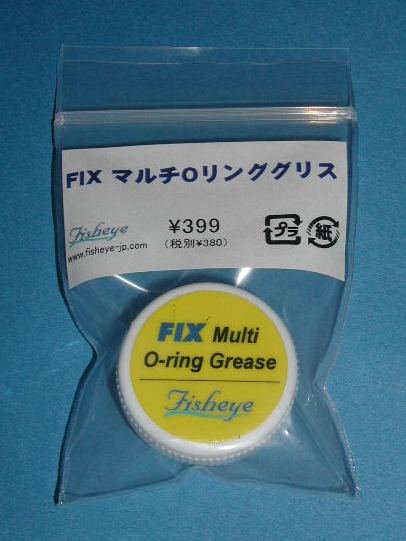 FIX マルチOリンググリス
Fisheye
www.fisheye-jp.com
¥399
(税別¥380)
プラ
紙
FIX Multi
O-ring Grease
Fisheye